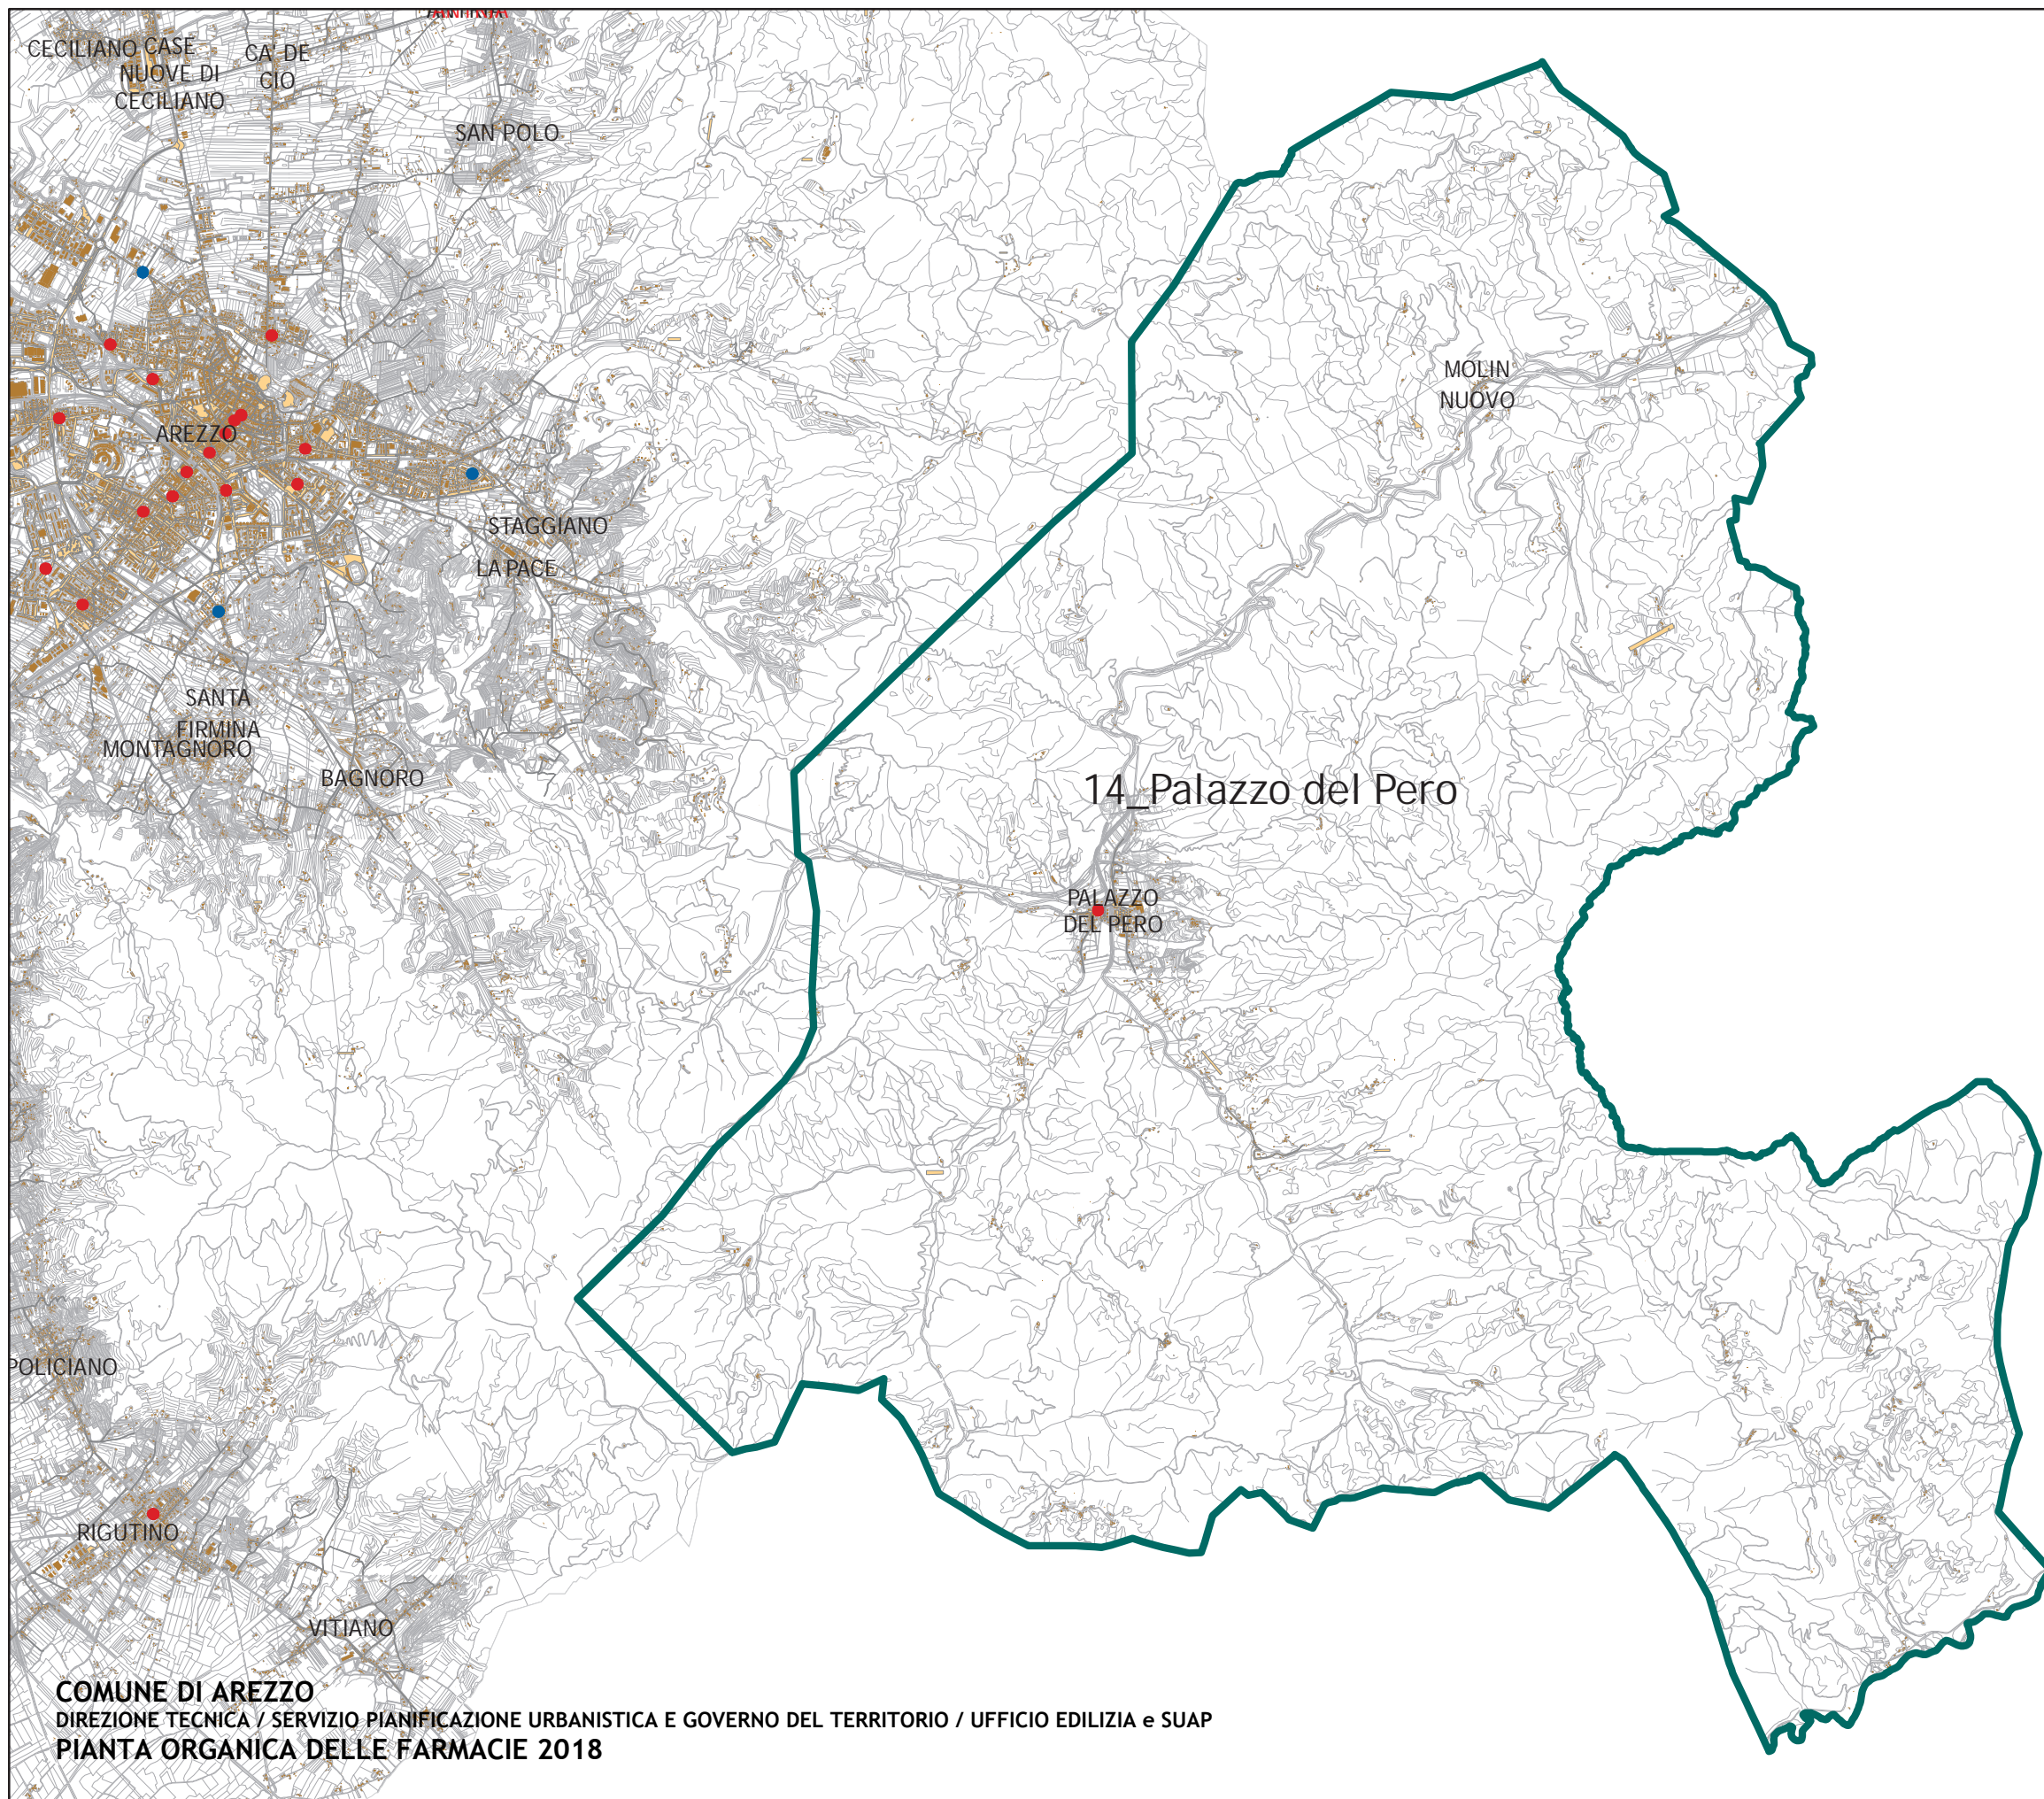 CECILIANO
CASE
NUOVE DI
CECILIANO
CA' DE
GIO
SAN POLO
MOLIN
NUOVO
AREZZO
STAGGIANO
LA PACE
SANTA
FIRMINA
MONTAGNORO
BAGNORO
14_Palazzo del Pero
PALAZZO
DEL PERO
POLICIANO
RIGUTINO
VITIANO
COMUNE DI AREZZO
DIREZIONE TECNICA / SERVIZIO PIANIFICAZIONE URBANISTICA E GOVERNO DEL TERRITORIO / UFFICIO EDILIZIA e SUAP
PIANTA ORGANICA DELLE FARMACIE 2018